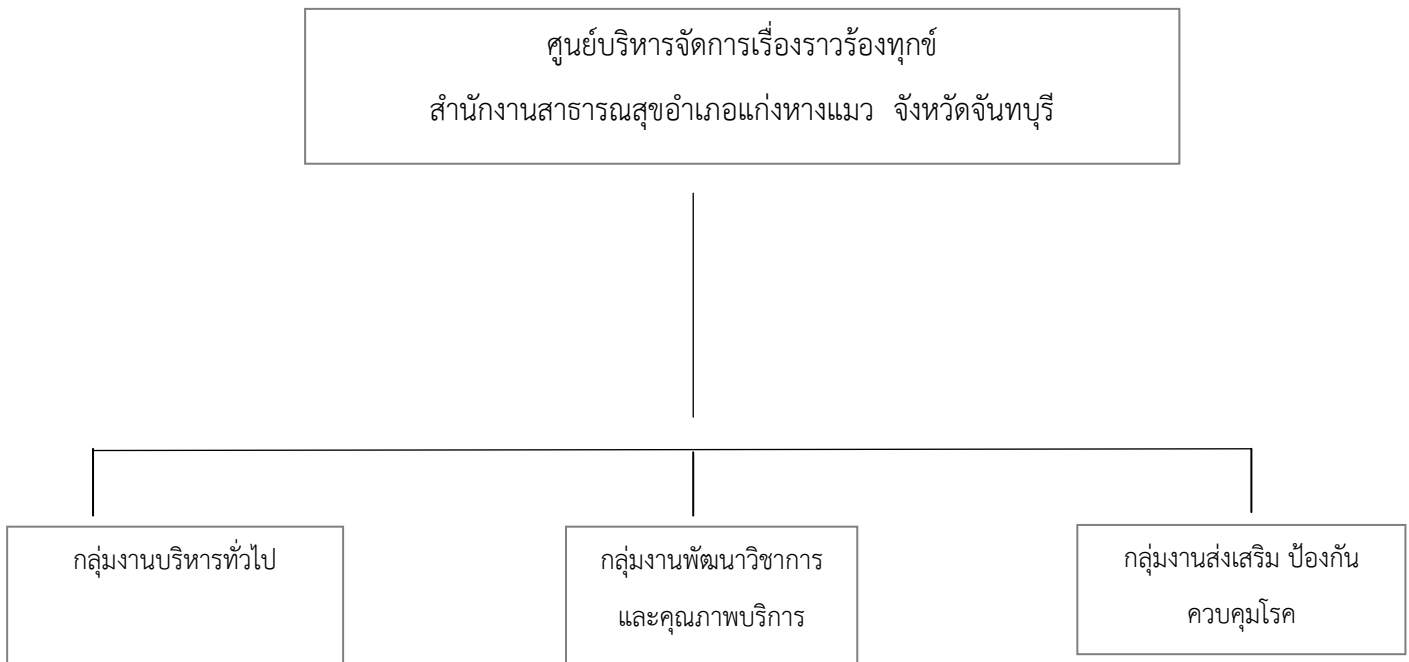 ศูนย์บริหารจัดการเรื่องราวร้องทุกข์
สำนักงานสาธารณสุขอำเภอแก่งหางแมว จังหวัดจันทบุรี
กลุ่มงานบริหารทั่วไป
กลุ่มงานพัฒนาวิชาการ
และคุณภาพบริการ
กลุ่มงานส่งเสริม ป้องกัน
ควบคุมโรค